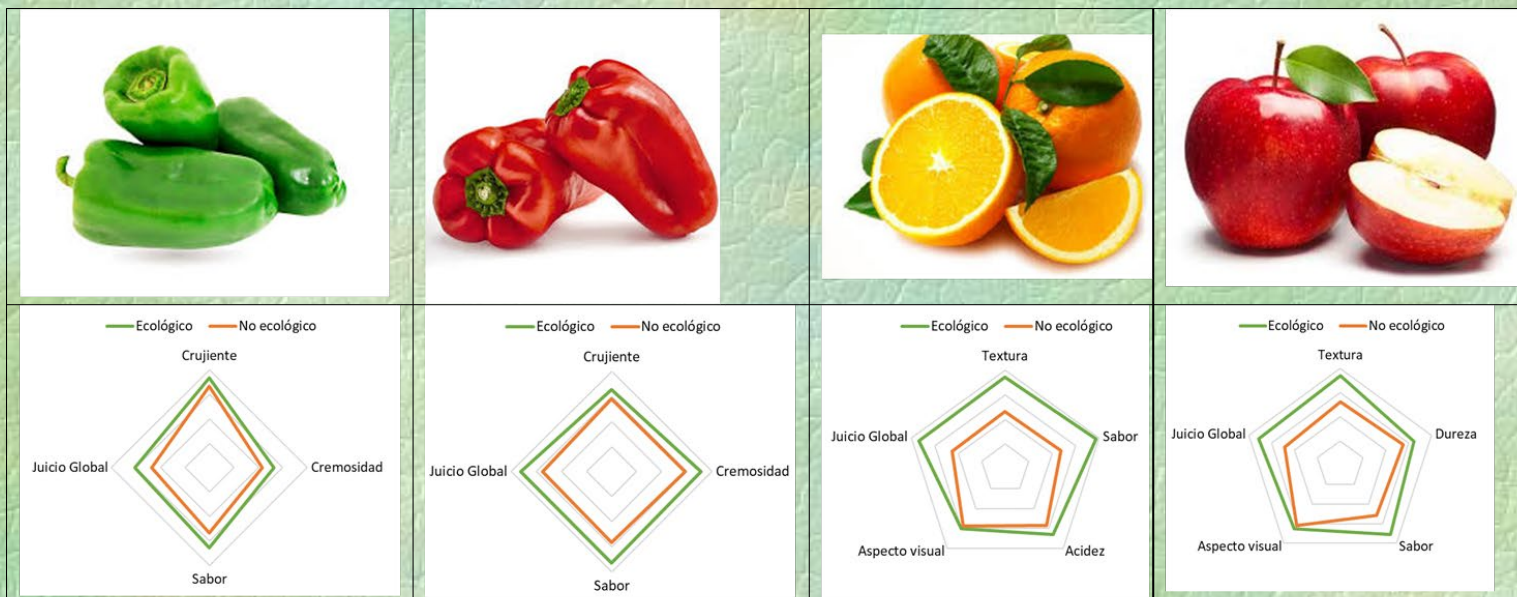 Ecológico No ecológico
Crujiente
Juicio Global Cremosidad
Sabor
Ecológico No ecológico
Crujiente
Juicio Global Cremosidad
Sabor
Ecológico No ecológico
Textura
Juicio Global Sabor
Aspecto visual Acidez
Ecológico No ecológico
Textura
Juicio Global Dureza
Aspecto visual Sabor